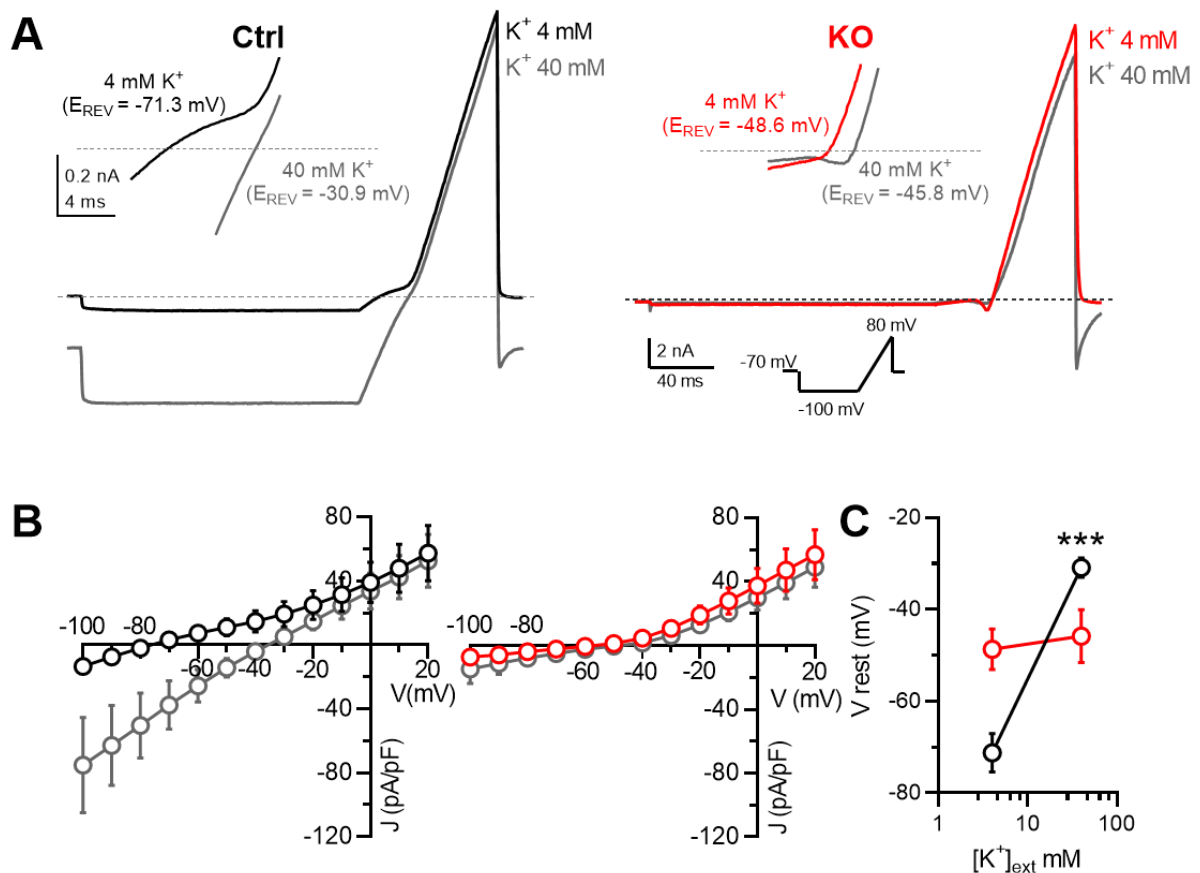 A
Ctrl
4 mM K⁺
(E_REV = -71.3 mV)
K⁺ 4 mM
K⁺ 40 mM
0.2 nA
4 ms
40 mM K⁺
(E_REV = -30.9 mV)
KO
4 mM K⁺
(E_REV = -48.6 mV)
K⁺ 4 mM
K⁺ 40 mM
40 mM K⁺
(E_REV = -45.8 mV)
2 nA
40 ms
80 mV
-70 mV
-100 mV
B
80
40
-100
-80
-60
-40
-20
20
V(mV)
-40
-80
-120
J (pA/pF)
80
40
-100
-80
-60
-40
-20
20
V (mV)
-40
-80
-120
J (pA/pF)
C
-20
-40
-60
-80
V rest (mV)
***
1
10
100
[K⁺]ext mM